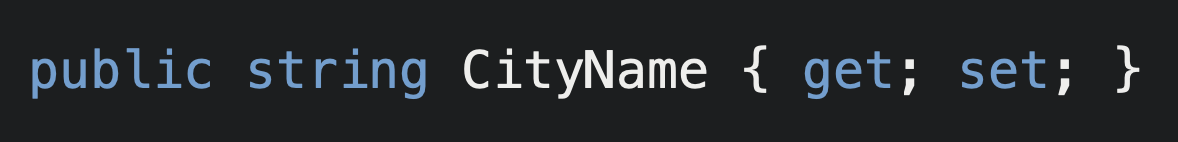 public string CityName { get; set; }